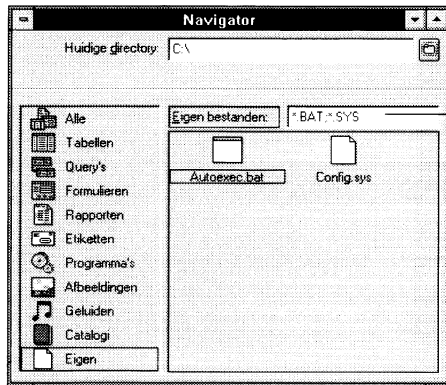 Navigator
Huidige directory: C:\
Alle
Tabellen
Query's
Formulieren
Rapporten
Etiketten
Programma's
Afbeeldingen
Geluiden
Catalogi
Eigen
Eigen bestanden: *.BAT;*.SYS
Autoexec.bat
Config.sys